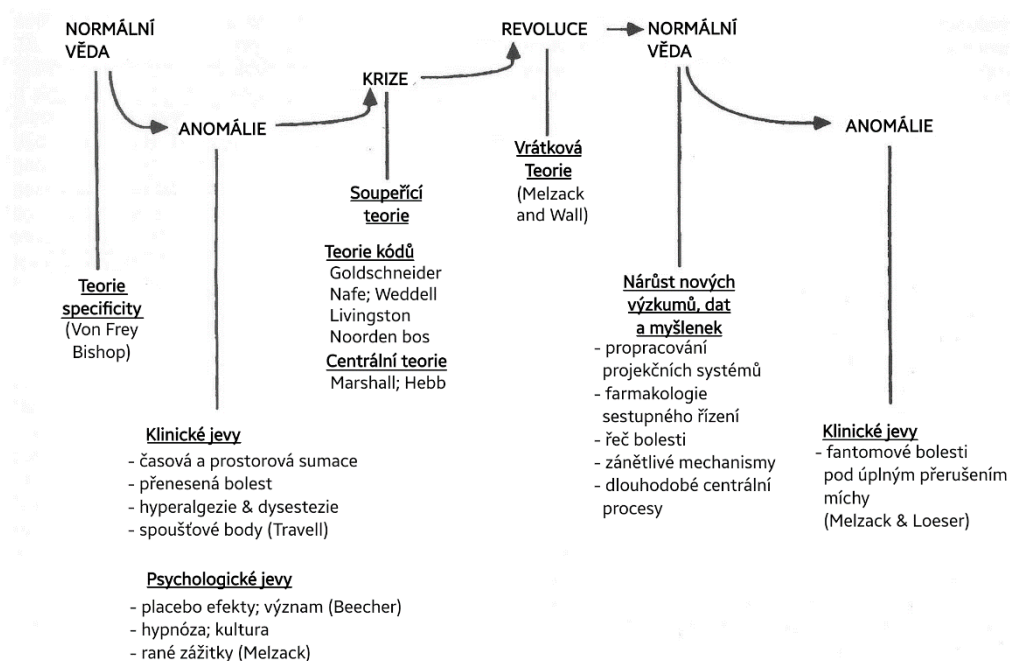 NORMÁLNÍ
VĚDA
ANOMÁLIE
KRIZE
REVOLUCE
NORMÁLNÍ
VĚDA
ANOMÁLIE
Teorie
specificity
(Von Frey
Bishop)
Klinické jevy
- časová a prostorová sumace
- přenesená bolest
- hyperalgezie & dysestezie
- spoušťové body (Travell)
Psychologické jevy
- placebo efekty; význam (Beecher)
- hypnóza; kultura
- rané zážitky (Melzack)
Soupeřící
teorie
Teorie kódů
Goldschneider
Nafe; Weddell
Livingston
Noorden bos
Centrální teorie
Marshall; Hebb
Vrátková
Teorie
(Melzack
and Wall)
Nárůst nových
výzkumů, dat
a myšlenek
- propracování
projekčních systémů
- farmakologie
sestupného řízení
- řeč bolesti
- zánětlivé mechanismy
- dlouhodobé centrální
procesy
Klinické jevy
- fantomové bolesti
pod úplným přerušením
míchy
(Melzack & Loeser)